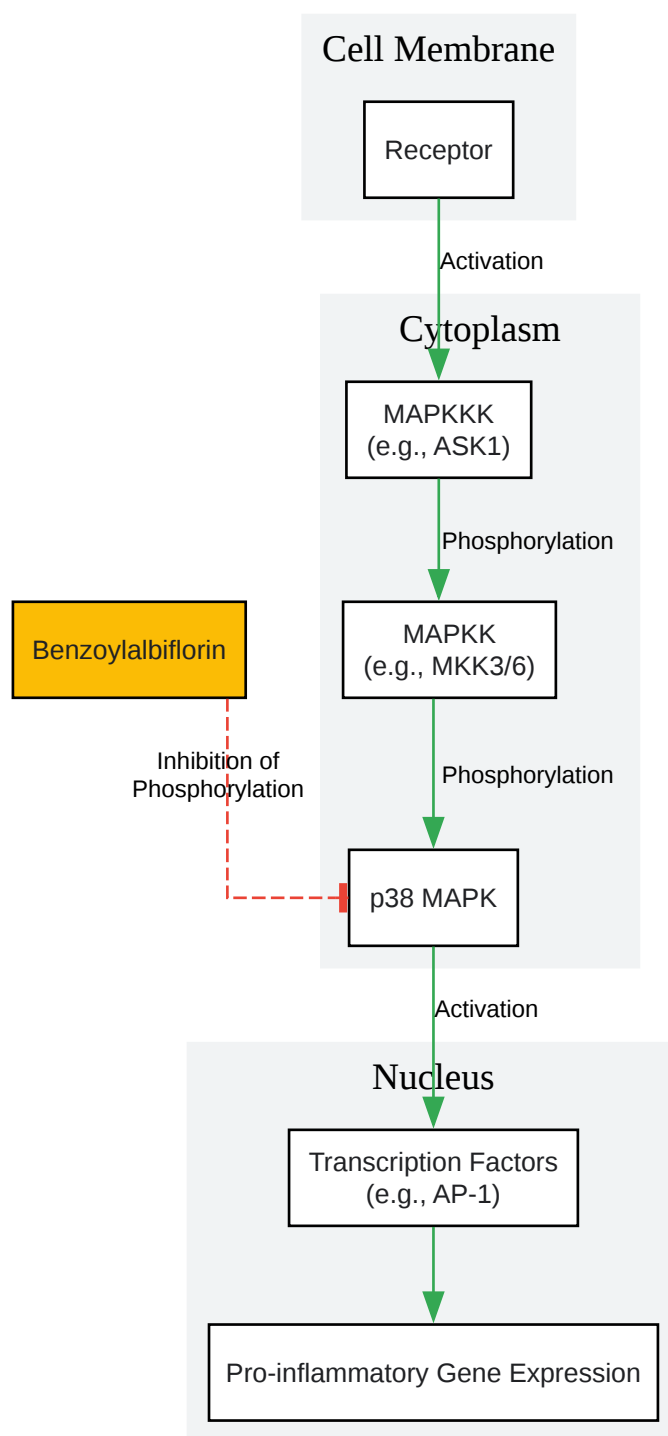 Cell Membrane
Receptor
Activation
Cytoplasm
MAPKKK
(e.g., ASK1)
Phosphorylation
Benzoylalbiflorin
MAPKK
(e.g., MKK3/6)
Inhibition of
Phosphorylation
Phosphorylation
p38 MAPK
Activation
Nucleus
Transcription Factors
(e.g., AP-1)
Pro-inflammatory Gene Expression